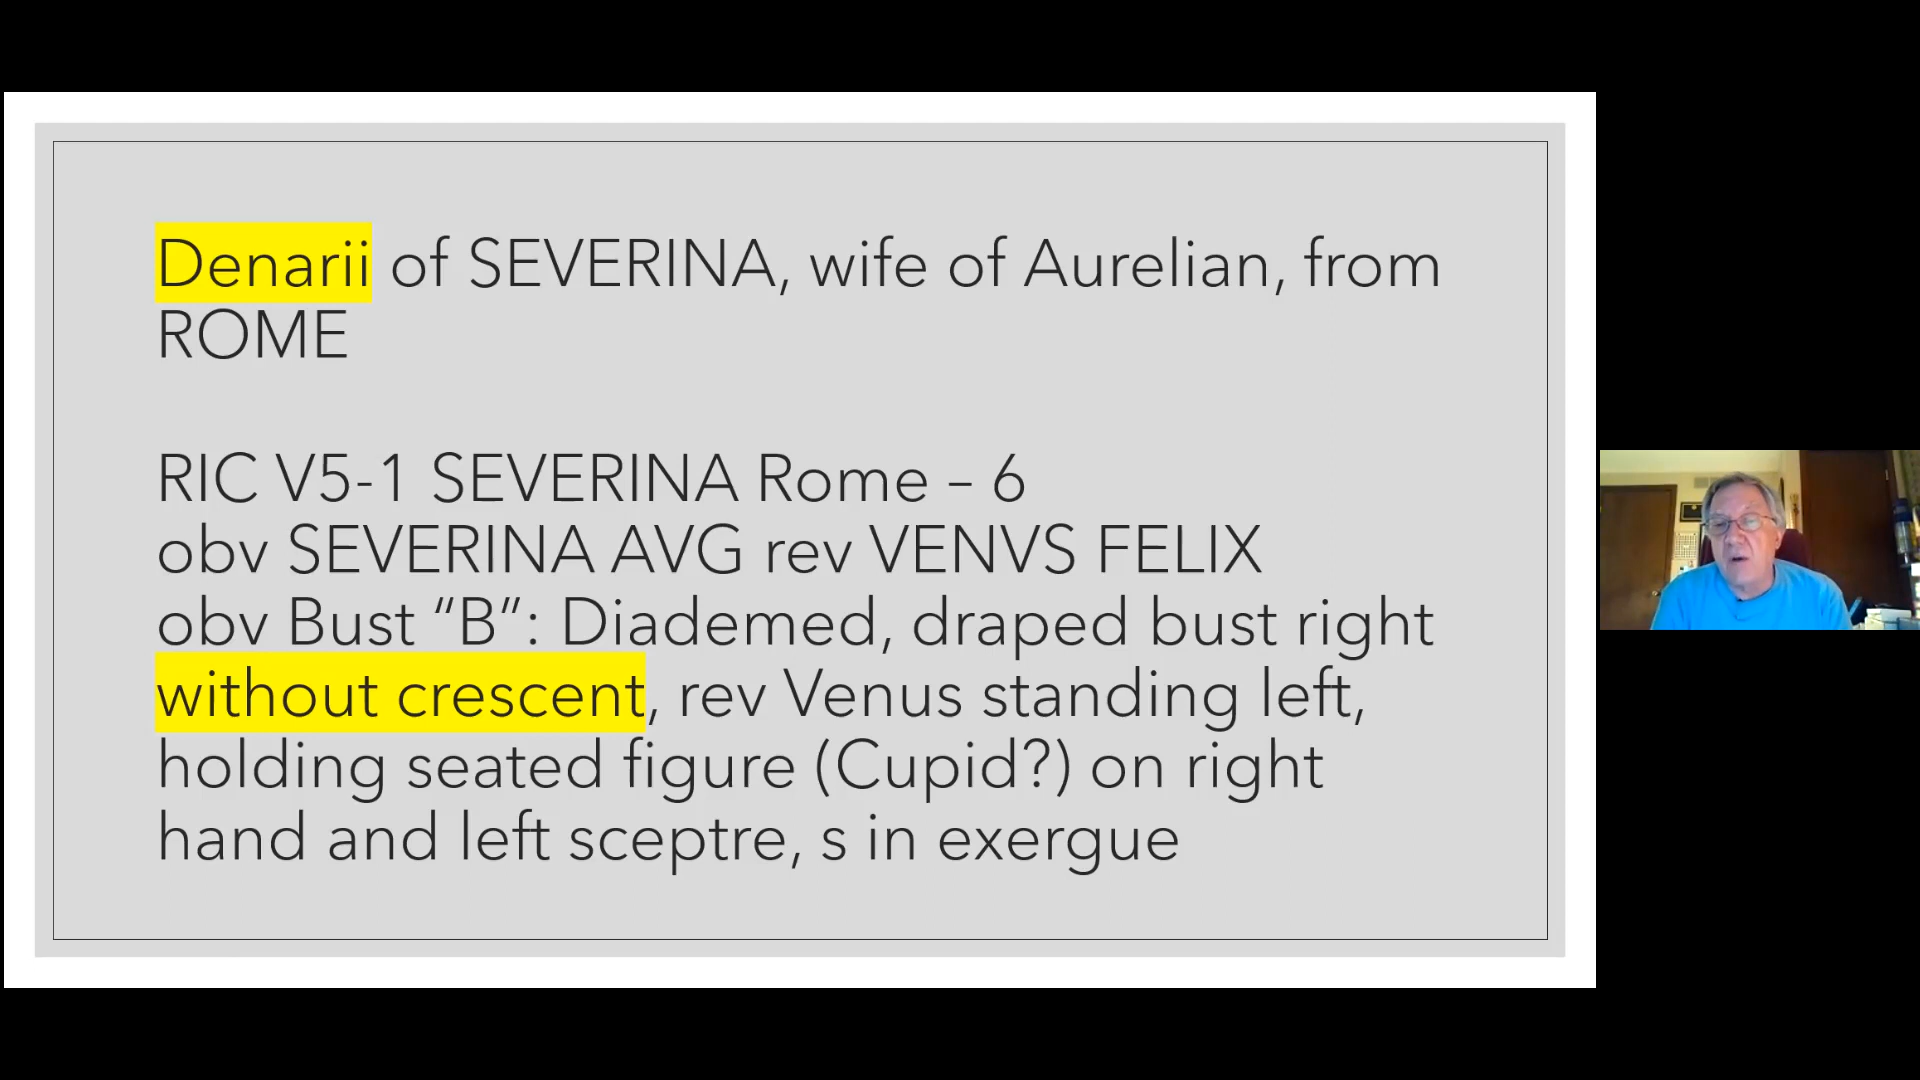 Denarii of SEVERINA, wife of Aurelian, from
ROME
RIC V5-1 SEVERINA Rome – 6
obv SEVERINA AVG rev VENVS FELIX
obv Bust “B”: Diademed, draped bust right
without crescent, rev Venus standing left,
holding seated figure (Cupid?) on right
hand and left sceptre, s in exergue